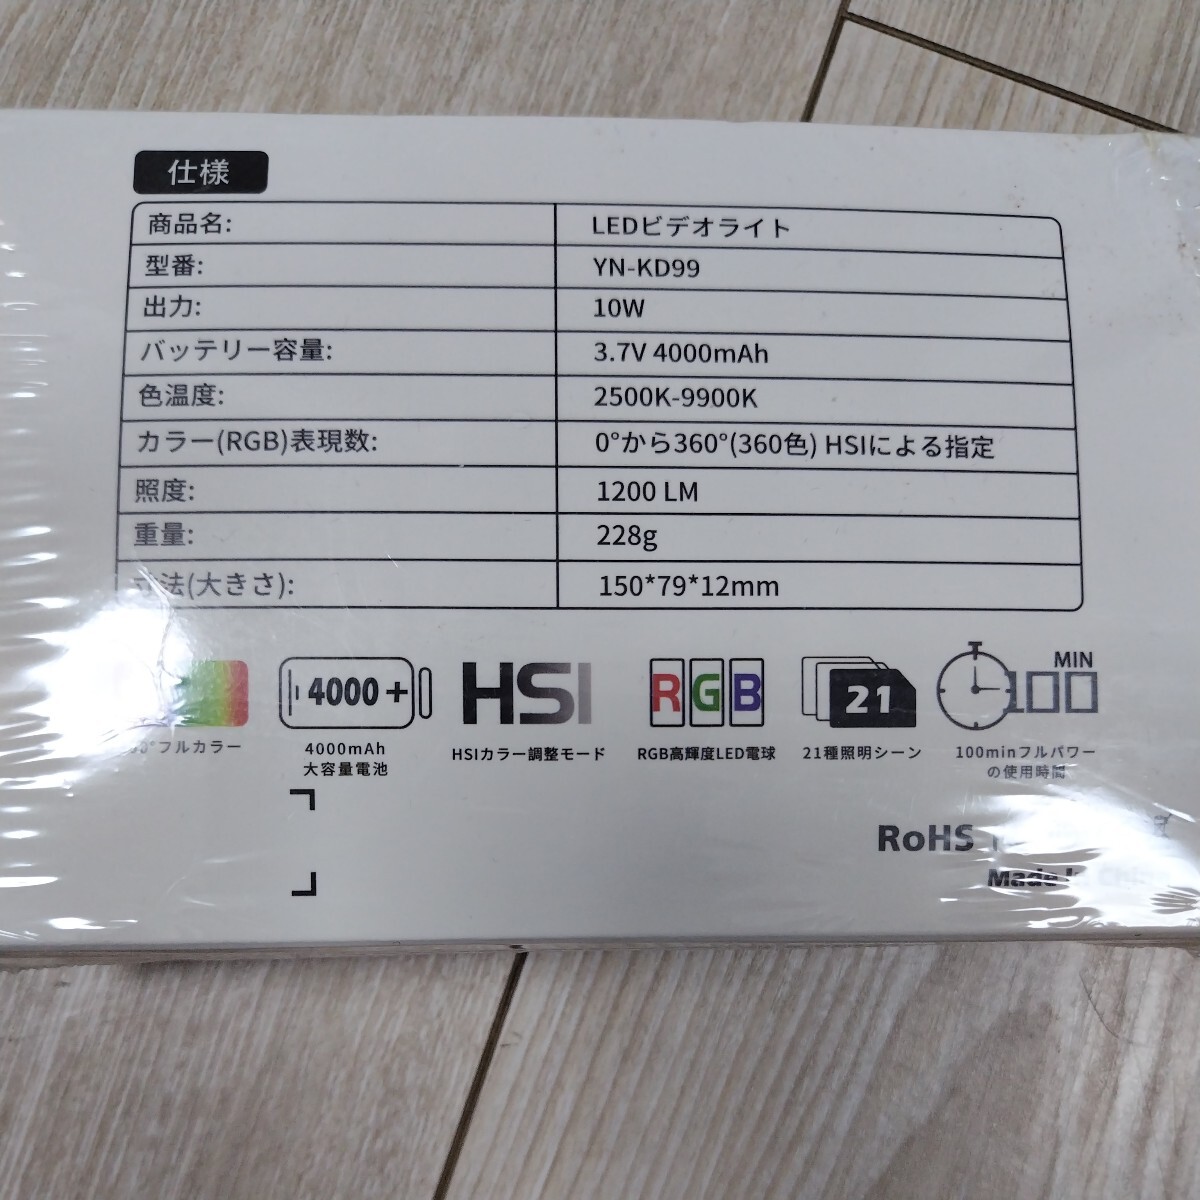 仕様
商品名: LEDビデオライト
型番: YN-KD99
出力: 10W
バッテリー容量: 3.7V 4000mAh
色温度: 2500K-9900K
カラー(RGB)表現数: 0°から360°(360色) HSIによる指定
照度: 1200 LM
重量: 228g
法(大きさ): 150*79*12mm
4000+
HSI
RGB
21
MIN
100
フルカラー
4000mAh
大容量電池
HSIカラー調整モード
RGB高輝度LED電球
21種照明シーン
100minフルパワー
の使用時間
RoHS
Made in China